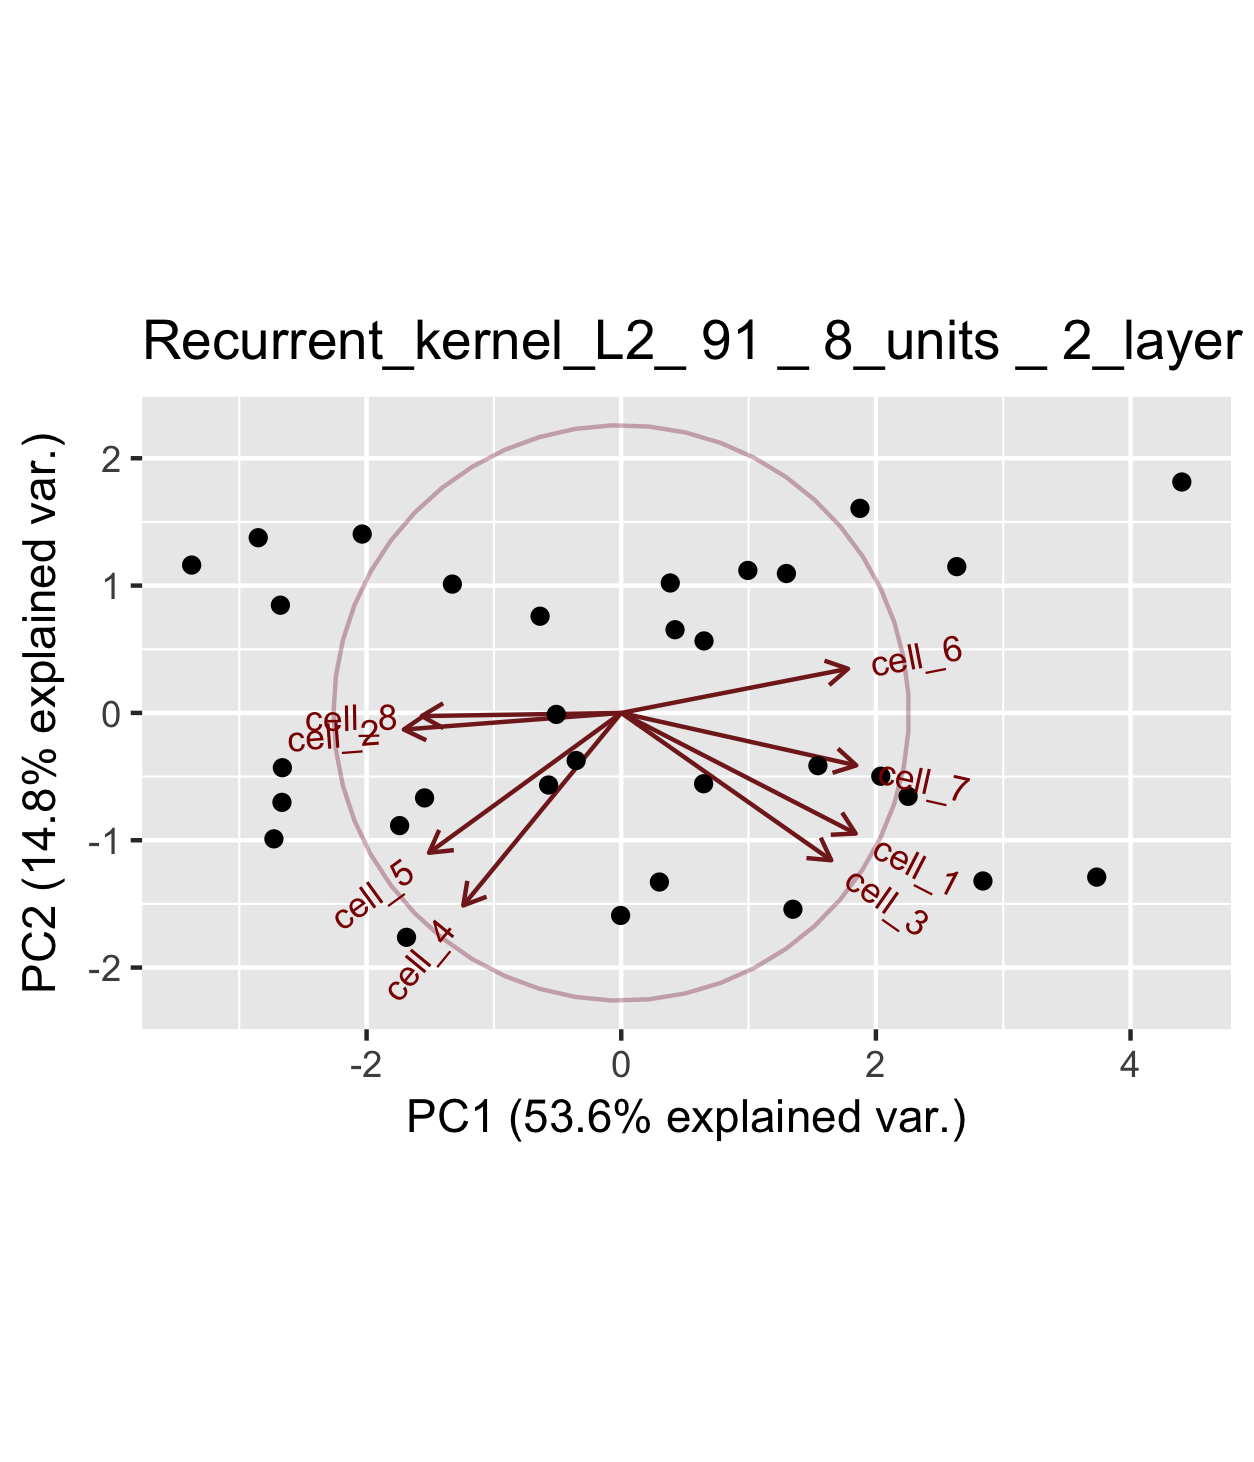 Recurrent_kernel_L2_ 91 _ 8_units _ 2_layer
PC2 (14.8% explained var.)
2
1
0
-1
-2
cell_6
cell_8
cell_2
cell_7
cell_1
cell_3
cell_5
cell_4
-2
0
2
4
PC1 (53.6% explained var.)